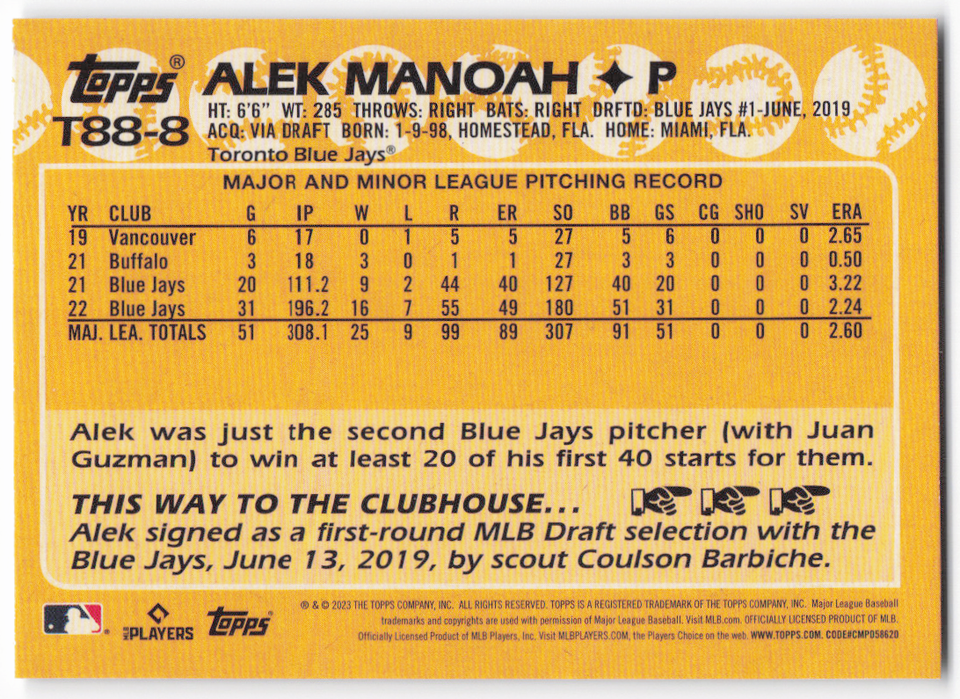 Topps®
ALEK MANOAH ✦ P
T88-8
HT: 6'6" WT: 285 THROWS: RIGHT BATS: RIGHT DRFTD: BLUE JAYS #1-JUNE, 2019
ACQ: VIA DRAFT BORN: 1-9-98, HOMESTEAD, FLA. HOME: MIAMI, FLA.
Toronto Blue Jays®
MAJOR AND MINOR LEAGUE PITCHING RECORD
YR CLUB G IP W L R ER SO BB GS CG SHO SV ERA
19 Vancouver 6 17 0 1 5 5 27 5 6 0 0 0 2.65
21 Buffalo 3 18 3 0 1 1 27 3 3 0 0 0 0.50
21 Blue Jays 20 111.2 9 2 44 40 127 40 20 0 0 0 3.22
22 Blue Jays 31 196.2 16 7 55 49 180 51 31 0 0 0 2.24
MAJ. LEA. TOTALS 51 308.1 25 9 99 89 307 91 51 0 0 0 2.60
Alek was just the second Blue Jays pitcher (with Juan
Guzman) to win at least 20 of his first 40 starts for them.
THIS WAY TO THE CLUBHOUSE...
Alek signed as a first-round MLB Draft selection with the
Blue Jays, June 13, 2019, by scout Coulson Barbiche.
MLB PLAYERS
Topps®
® & © 2023 THE TOPPS COMPANY, INC. ALL RIGHTS RESERVED. TOPPS IS A REGISTERED TRADEMARK OF THE TOPPS COMPANY, INC. Major League Baseball
trademarks and copyrights are used with permission of Major League Baseball. Visit MLB.com. OFFICIALLY LICENSED PRODUCT OF MLB.
Officially Licensed Product of MLB Players, Inc. Visit MLBPLAYERS.COM, the Players Choice on the web. WWW.TOPPS.COM. CODE#CMP058620